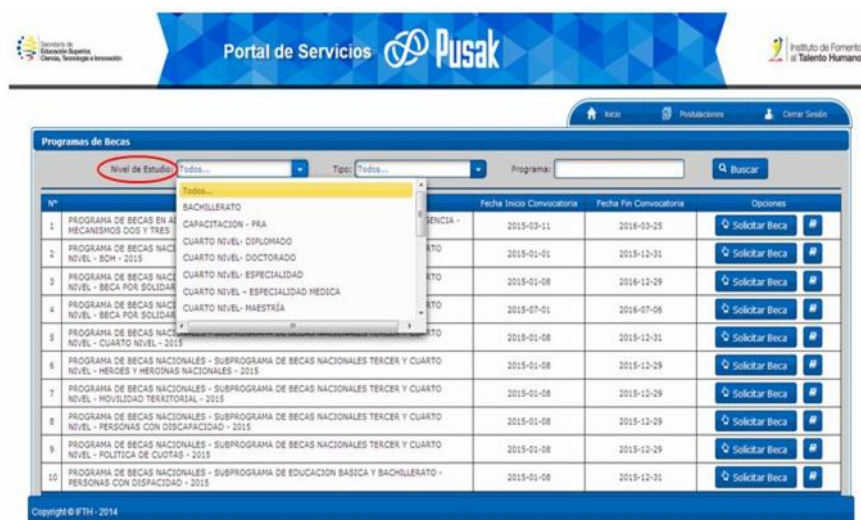 Secretaría de
Educación Superior,
Ciencia, Tecnología e Innovación
Portal de Servicios Pusak
Instituto de Fomento
al Talento Humano
Inicio Postulaciones Cerrar Sesión
Programas de Becas
Nivel de Estudio: Todos... Tipo: Todos... Programa: Buscar
Todos...
BACHILLERATO
CAPACITACION - PRA
CUARTO NIVEL- DIPLOMADO
CUARTO NIVEL- DOCTORADO
CUARTO NIVEL- ESPECIALIDAD
CUARTO NIVEL - ESPECIALIDAD MEDICA
CUARTO NIVEL- MAESTRÍA
Nº Fecha Inicio Convocatoria Fecha Fin Convocatoria Opciones
1 PROGRAMA DE BECAS EN
MECANISMOS DOS Y TRES 2015-03-11 2016-03-25 Solicitar Beca
2 PROGRAMA DE BECAS NACI RTO
NIVEL - BDH - 2015 2015-01-01 2015-12-31 Solicitar Beca
3 PROGRAMA DE BECAS NACI RTO
NIVEL - BECA POR SOLIDAR 2015-01-08 2016-12-29 Solicitar Beca
4 PROGRAMA DE BECAS NACI RTO
NIVEL - BECA POR SOLIDAR 2015-07-01 2016-07-06 Solicitar Beca
5 PROGRAMA DE BECAS RTO
NIVEL - CUARTO NIVEL - 2015 2015-01-08 2015-12-31 Solicitar Beca
6 PROGRAMA DE BECAS NACIONALES - SUBPROGRAMA DE BECAS NACIONALES TERCER Y CUARTO
NIVEL - HEROES Y HEROINAS NACIONALES - 2015 2015-01-08 2015-12-29 Solicitar Beca
7 PROGRAMA DE BECAS NACIONALES - SUBPROGRAMA DE BECAS NACIONALES TERCER Y CUARTO
NIVEL - MOVILIDAD TERRITORIAL - 2015 2015-01-08 2015-12-29 Solicitar Beca
8 PROGRAMA DE BECAS NACIONALES - SUBPROGRAMA DE BECAS NACIONALES TERCER Y CUARTO
NIVEL - PERSONAS CON DISCAPACIDAD - 2015 2015-01-08 2015-12-29 Solicitar Beca
9 PROGRAMA DE BECAS NACIONALES - SUBPROGRAMA DE BECAS NACIONALES TERCER Y CUARTO
NIVEL - POLITICA DE CUOTAS - 2015 2015-01-08 2015-12-29 Solicitar Beca
10 PROGRAMA DE BECAS NACIONALES - SUBPROGRAMA DE EDUCACION BASICA Y BACHILLERATO -
PERSONAS CON DISPACIDAD - 2015 2015-01-08 2015-12-31 Solicitar Beca
Copyright © IFTH - 2014